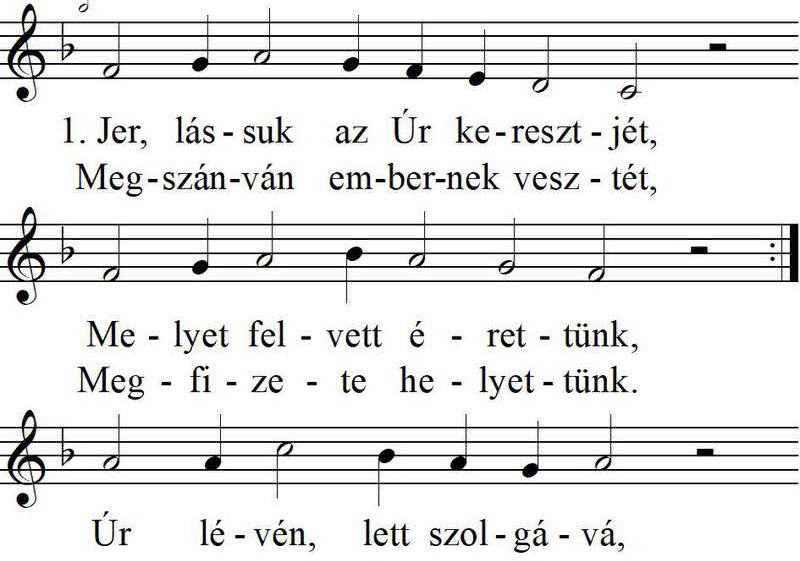 1. Jer, lás - suk az Úr ke - reszt - jét,
Meg - szán - ván em - ber - nek vesz - tét,
Me - lyet fel - vett é - ret - tünk,
Meg - fi - ze - te he - lyet - tünk.
Úr lé - vén, lett szol - gá - vá,